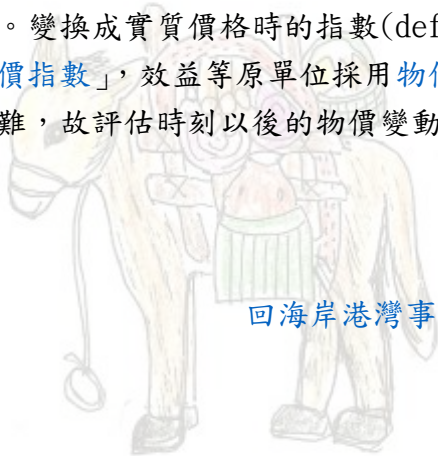 。變換成實質價格時的指數(def
價指數」,效益等原單位採用物價
難,故評估時刻以後的物價變動
回海岸港灣事